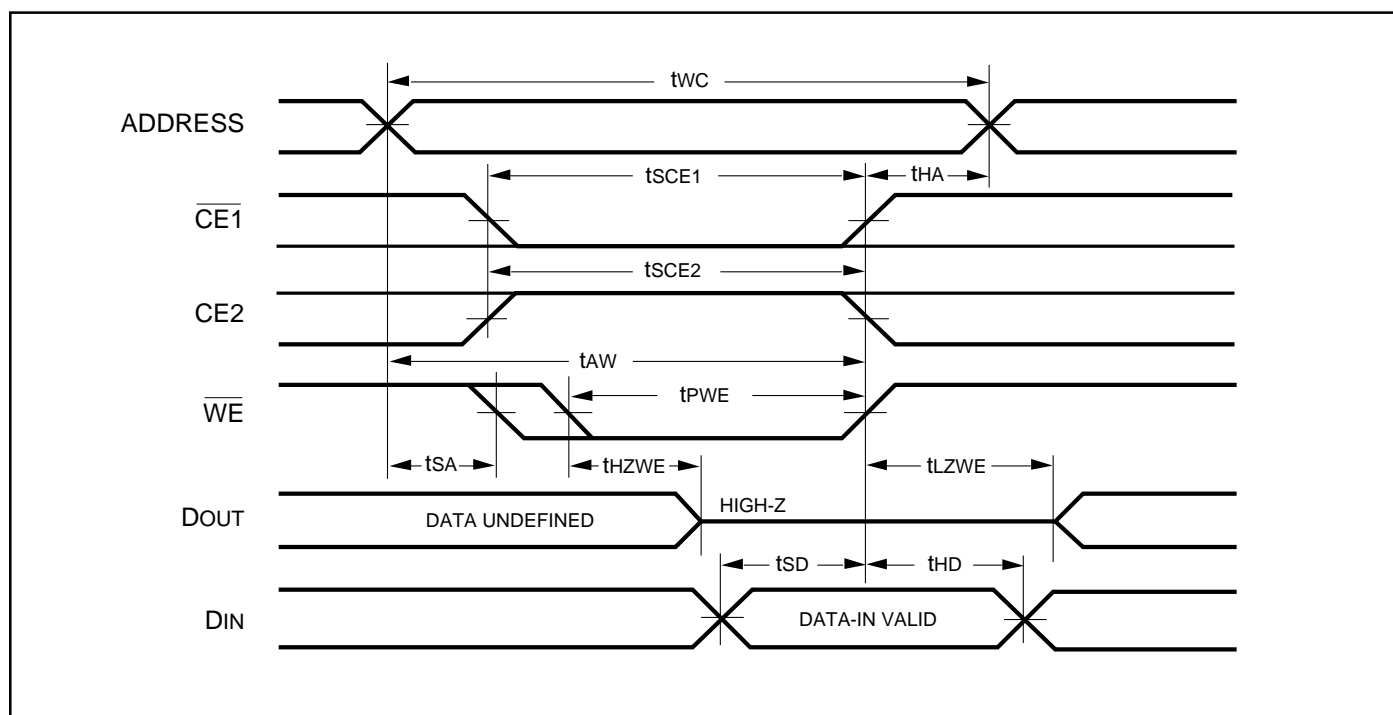 tWC
ADDRESS
tSCE1
tHA
CE1
tSCE2
CE2
tAW
tPWE
WE
tSA
tHZWE
tLZWE
HIGH-Z
DOUT
DATA UNDEFINED
tSD
tHD
DIN
DATA-IN VALID